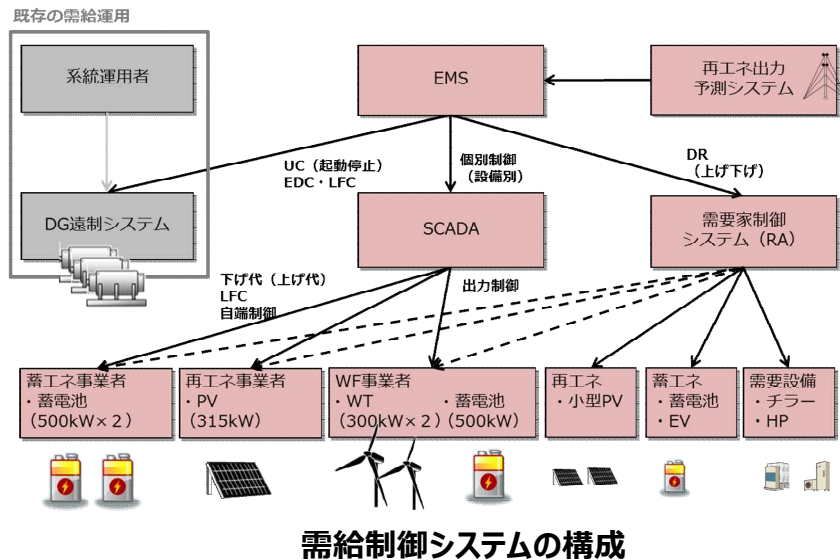 既存の需給運用
系統運用者
EMS
再エネ出力
予測システム
UC（起動停止）
EDC・LFC
個別制御
（設備別）
DR
（上げ下げ）
DG遠制システム
SCADA
需要家制御
システム（RA）
下げ代（上げ代）
LFC
自端制御
出力制御
蓄エネ事業者
・蓄電池
（500kW×２）
再エネ事業者
・PV
（315kW）
WF事業者
・WT　　　・蓄電池
（300kW×２）（500kW）
再エネ
・小型PV
蓄エネ
・蓄電池
・EV
需要設備
・チラー
・HP
需給制御システムの構成